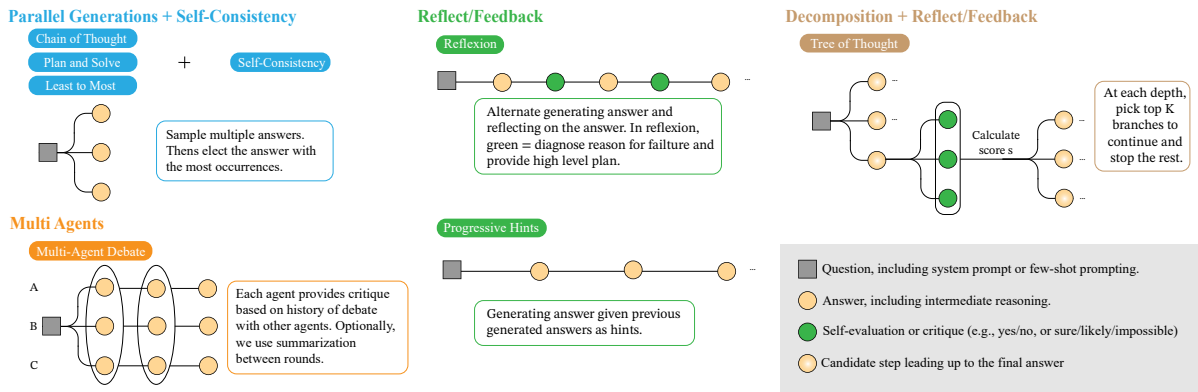 Parallel Generations + Self-Consistency
Chain of Thought
Plan and Solve
+
Self-Consistency
Least to Most
Sample multiple answers.
Thens elect the answer with
the most occurrences.
Multi Agents
Multi-Agent Debate
A
B
C
Each agent provides critique
based on history of debate
with other agents. Optionally,
we use summarization
between rounds.
Reflect/Feedback
Reflexion
...
Alternate generating answer and
reflecting on the answer. In reflexion,
green = diagnose reason for failture and
provide high level plan.
Progressive Hints
...
Generating answer given previous
generated answers as hints.
Decomposition + Reflect/Feedback
Tree of Thought
...
...
Calculate
score s
...
...
...
At each depth,
pick top K
branches to
continue and
stop the rest.
Question, including system prompt or few-shot prompting.
Answer, including intermediate reasoning.
Self-evaluation or critique (e.g., yes/no, or sure/likely/impossible)
Candidate step leading up to the final answer